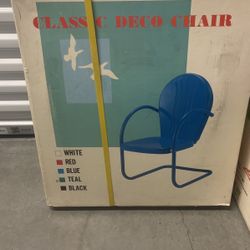 CLASSIC DECO CHAIR
WHITE
RED
BLUE
TEAL
BLACK